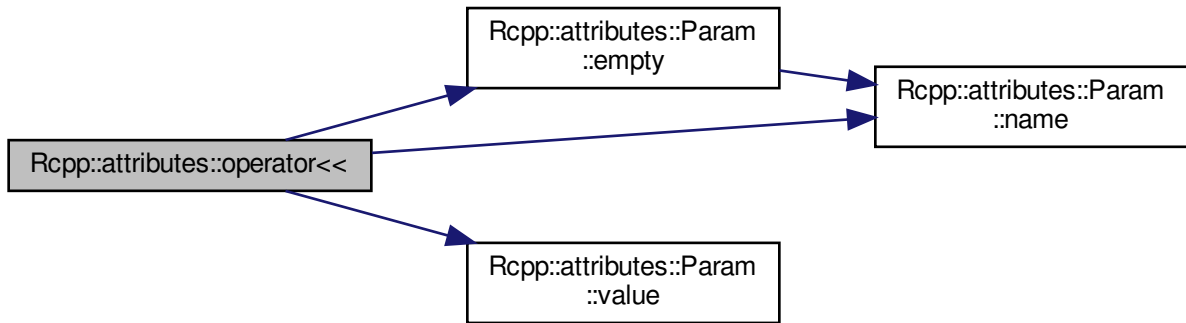 Rcpp::attributes::Param
::empty
Rcpp::attributes::Param
::name
Rcpp::attributes::operator<<
Rcpp::attributes::Param
::value